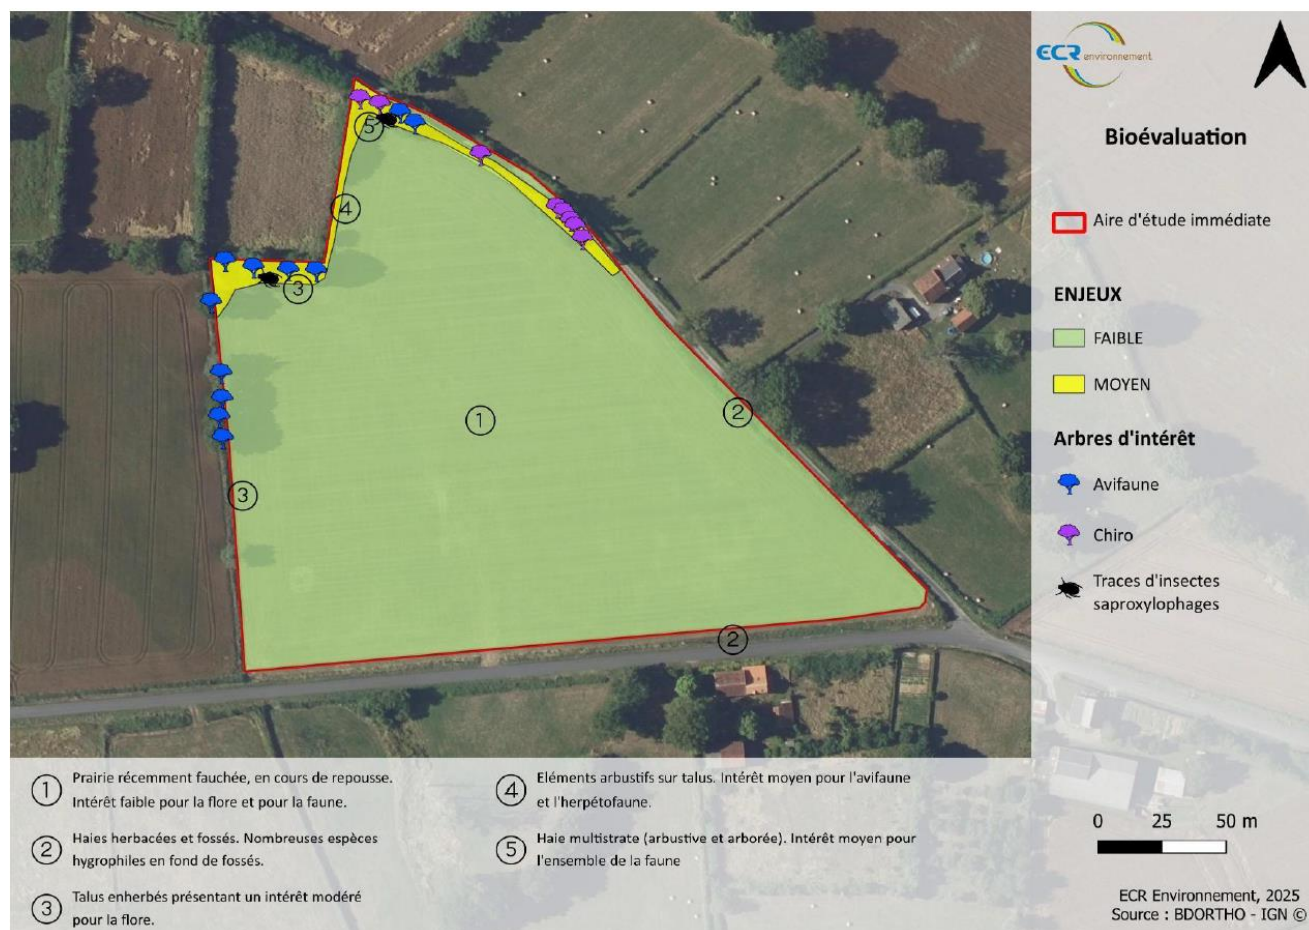 ECR environnement
Bioévaluation
Aire d'étude immédiate
ENJEUX
FAIBLE
MOYEN
Arbres d'intérêt
Avifaune
Chiro
Traces d'insectes
saproxylophages
5
4
3
2
1
3
2
1 Prairie récemment fauchée, en cours de repousse.
Intérêt faible pour la flore et pour la faune.
2 Haies herbacées et fossés. Nombreuses espèces
hygrophiles en fond de fossés.
3 Talus enherbés présentant un intérêt modéré
pour la flore.
4 Eléments arbustifs sur talus. Intérêt moyen pour l'avifaune
et l'herpétofaune.
5 Haie multistrate (arbustive et arborée). Intérêt moyen pour
l'ensemble de la faune
0 25 50 m
ECR Environnement, 2025
Source : BDORTHO - IGN ©